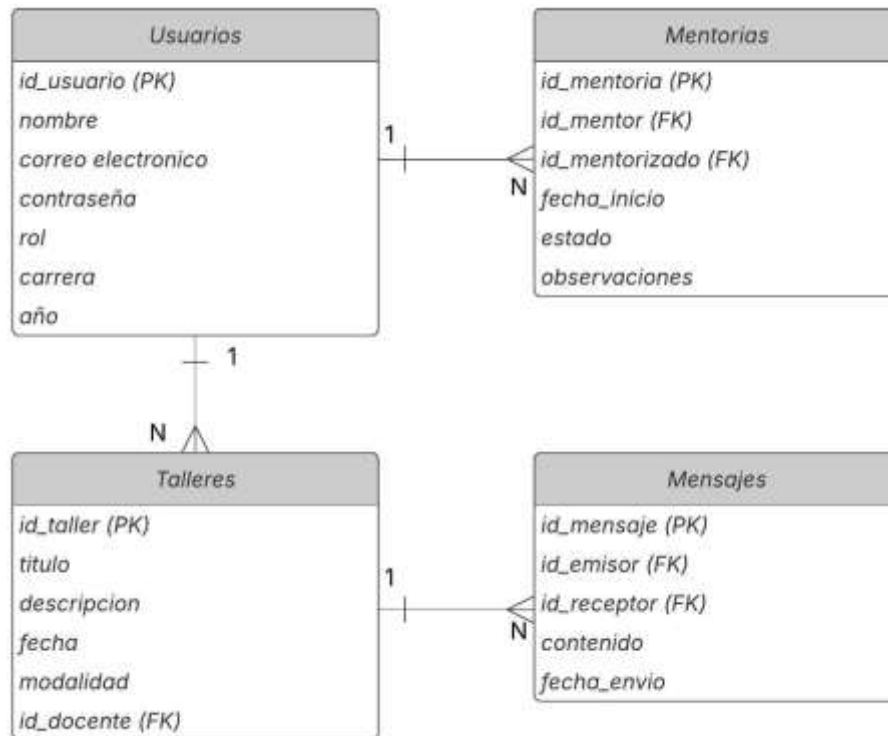 Usuarios
id_usuario (PK)
nombre
correo electronico
contraseña
rol
carrera
año
Mentorias
id_mentoria (PK)
id_mentor (FK)
id_mentorizado (FK)
fecha_inicio
estado
observaciones
1
N
1
N
Talleres
id_taller (PK)
titulo
descripcion
fecha
modalidad
id_docente (FK)
1
N
Mensajes
id_mensaje (PK)
id_emisor (FK)
id_receptor (FK)
contenido
fecha_envio